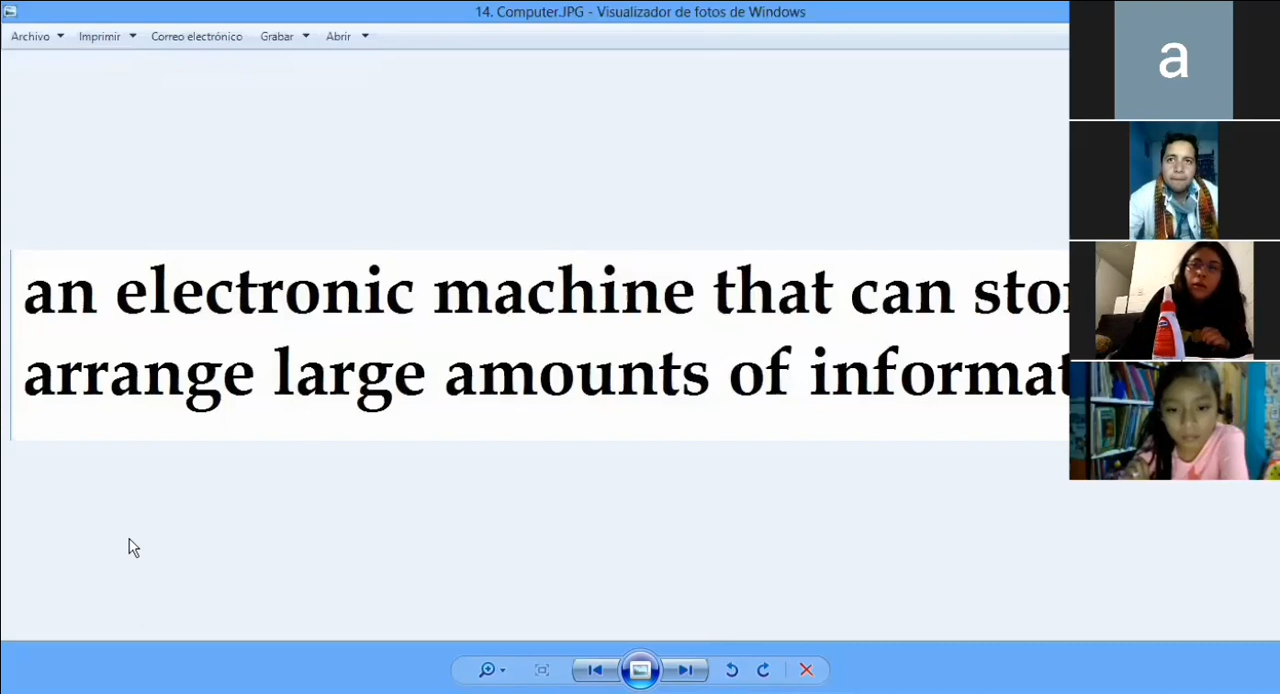 14. Computer.JPG - Visualizador de fotos de Windows
Archivo Imprimir Correo electrónico Grabar Abrir
a
an electronic machine that can sto
arrange large amounts of informat